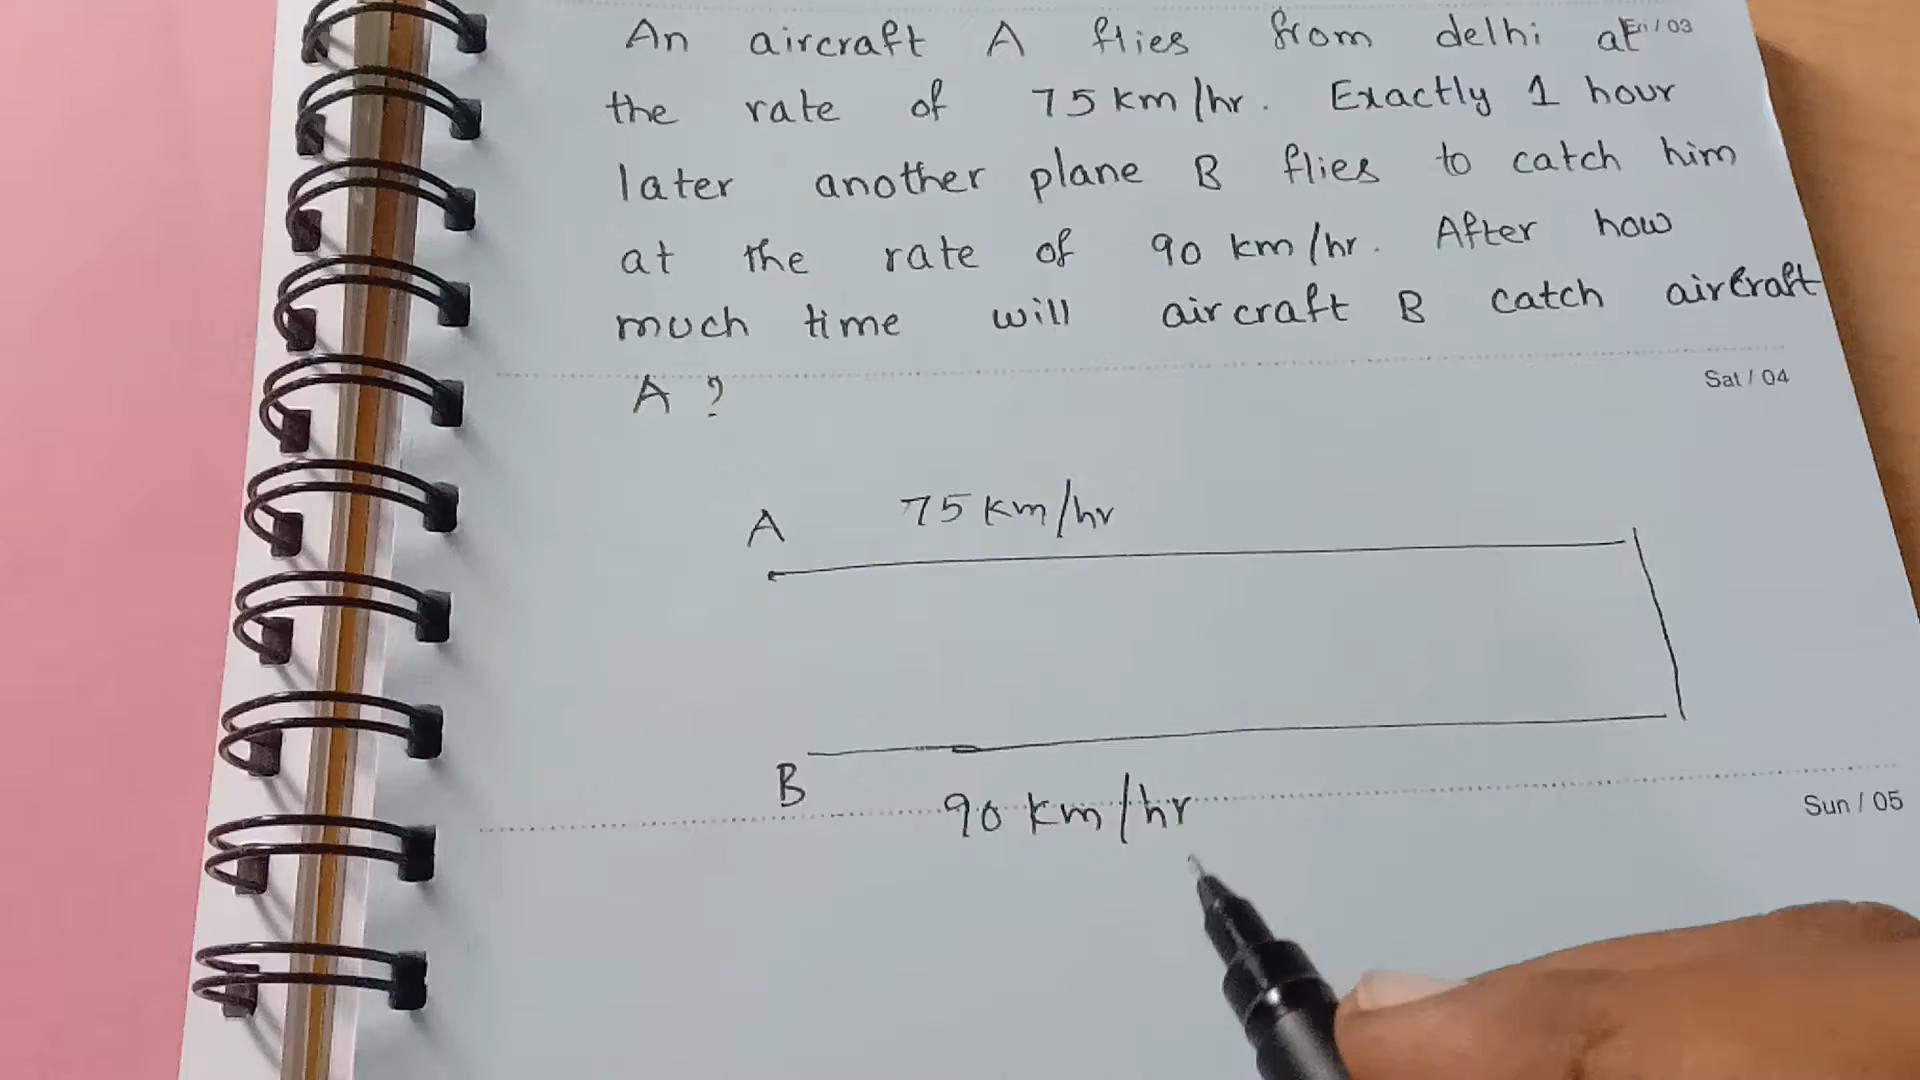 An aircraft A flies from delhi at
Fri / 03
the rate of 75 km/hr. Exactly 1 hour
later another plane B flies to catch him
at the rate of 90 km/hr. After how
much time will aircraft B catch aircraft
A ?
Sat / 04
A 75 km/hr
B 90 km/hr
Sun / 05